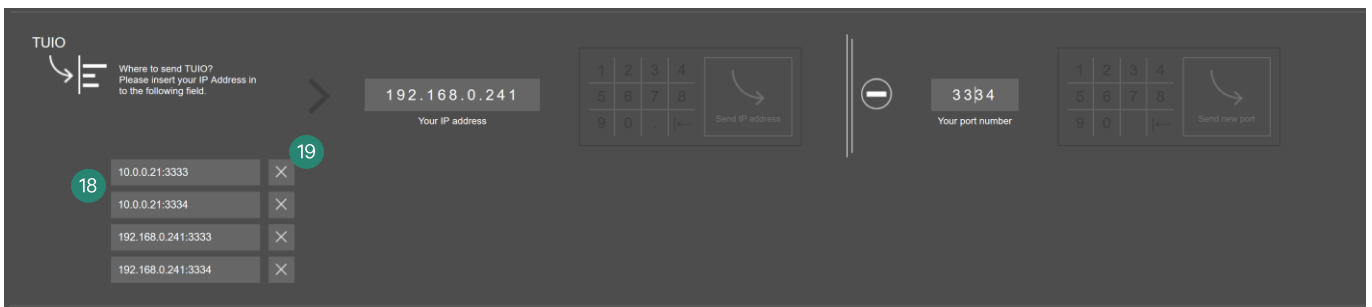 TUIO
Where to send TUIO?
Please insert your IP Address in
to the following field.
192.168.0.241
Your IP address
1 2 3 4
5 6 7 8
9 0 .
Send IP address
3334
Your port number
1 2 3 4
5 6 7 8
9 0
Send new port
19
18
10.0.0.21:3333
10.0.0.21:3334
192.168.0.241:3333
192.168.0.241:3334